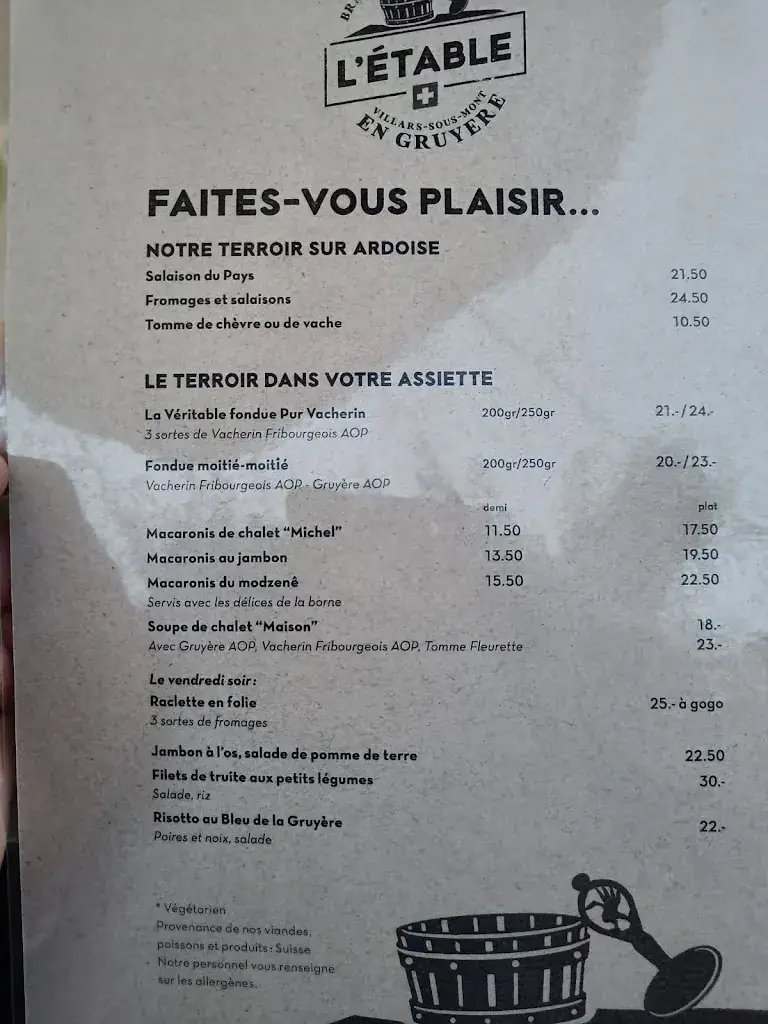 L'ÉTABLE
VILLARS-SOUS-MONT
EN GRUYERE
FAITES-VOUS PLAISIR...
NOTRE TERROIR SUR ARDOISE
Salaison du Pays 21.50
Fromages et salaisons 24.50
Tomme de chèvre ou de vache 10.50
LE TERROIR DANS VOTRE ASSIETTE
La Véritable fondue Pur Vacherin 200gr/250gr 21.-/24.-
3 sortes de Vacherin Fribourgeois AOP
Fondue moitié-moitié 200gr/250gr 20.-/23.-
Vacherin Fribourgeois AOP - Gruyère AOP
demi plat
Macaronis de chalet "Michel" 11.50 17.50
Macaronis au jambon 13.50 19.50
Macaronis du modzenê 15.50 22.50
Servis avec les délices de la borne
Soupe de chalet "Maison" 18.-
Avec Gruyère AOP, Vacherin Fribourgeois AOP, Tomme Fleurette 23.-
Le vendredi soir:
Raclette en folie 25.- à gogo
3 sortes de fromages
Jambon à l'os, salade de pomme de terre 22.50
Filets de truite aux petits légumes 30.-
Salade, riz
Risotto au Bleu de la Gruyère 22.-
Poires et noix, salade
* Végétarien
Provenance de nos viandes,
poissons et produits : Suisse
Notre personnel vous renseigne
sur les allergènes.